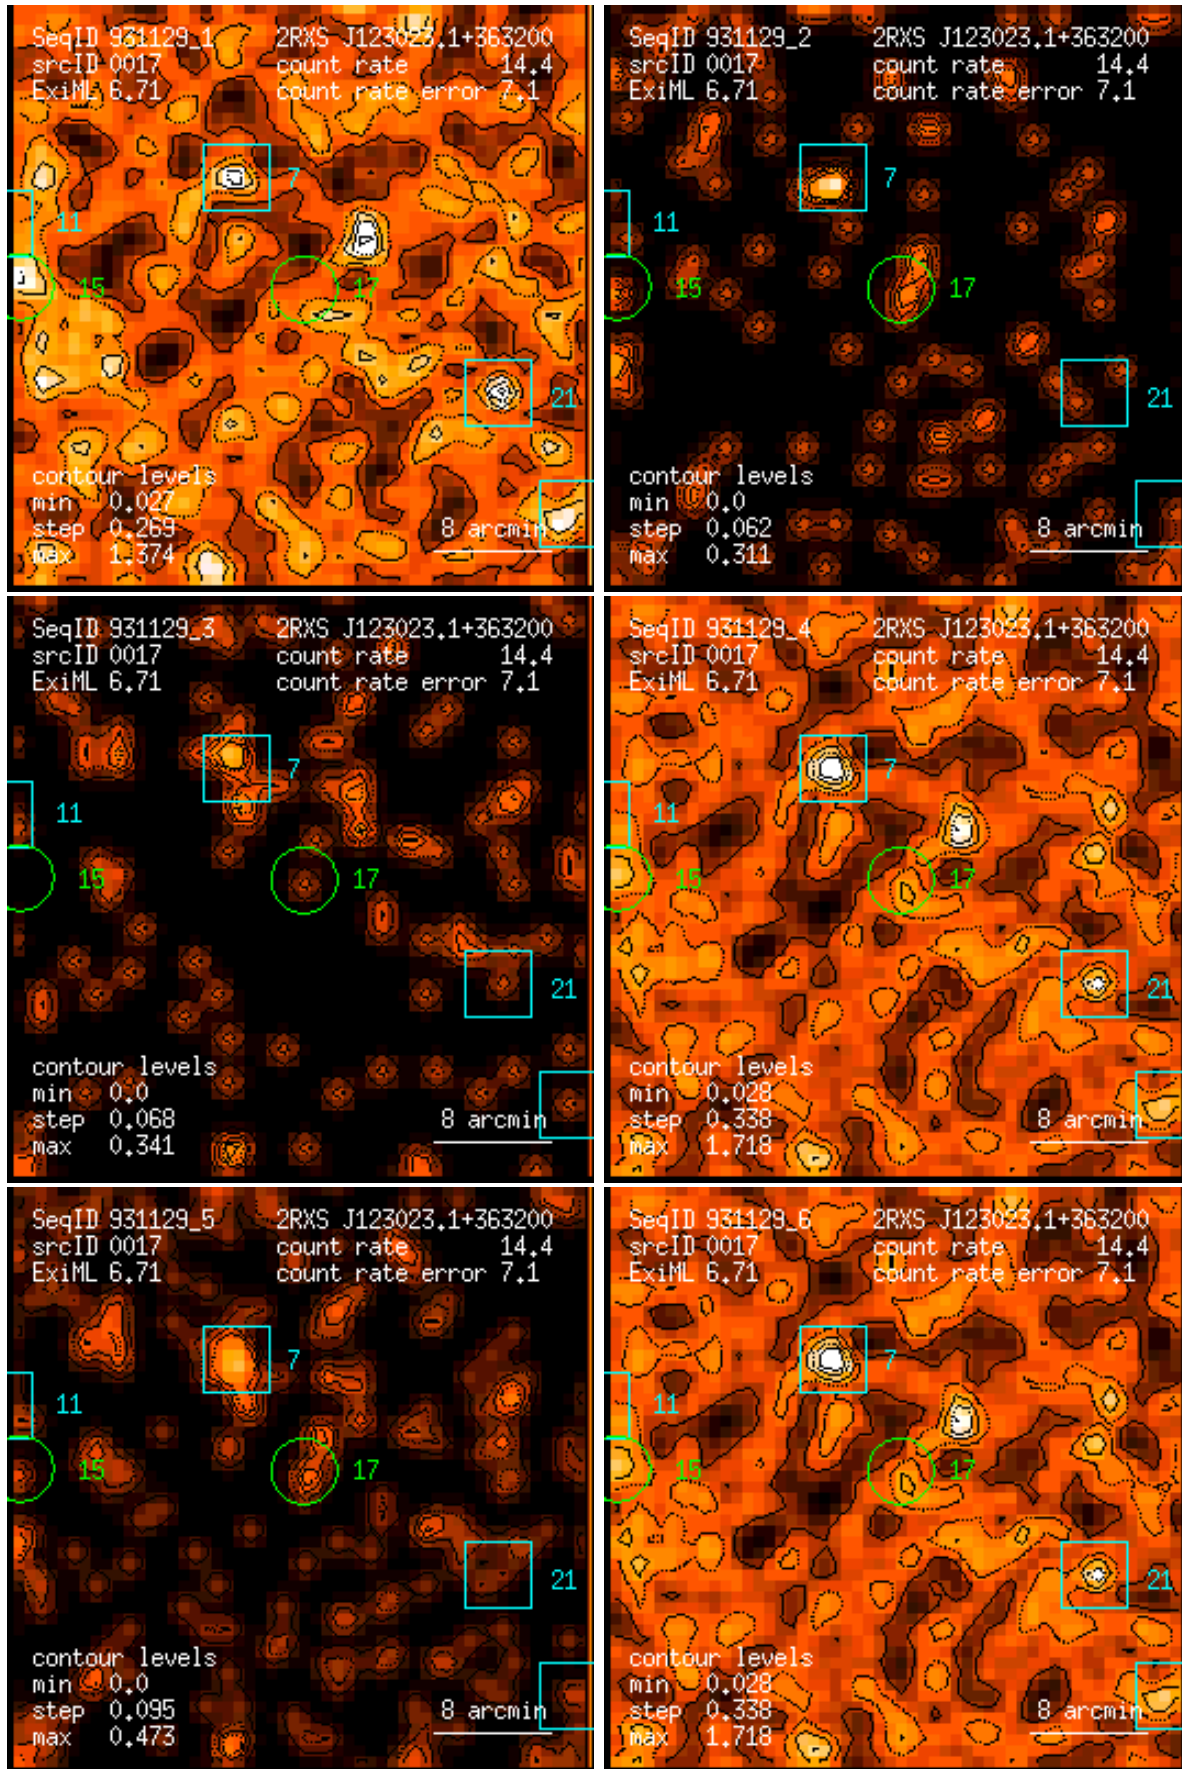 SeqID 931129_1 2RXS J123023.1+363200
srcID 0017 count rate 14.4
ExiML 6.71 count rate error 7.1
7
11
15
17
21
contour levels
min 0.027
step 0.269
max 1.374
8 arcmin
SeqID 931129_2 2RXS J123023.1+363200
srcID 0017 count rate 14.4
ExiML 6.71 count rate error 7.1
7
11
15
17
21
contour levels
min 0.0
step 0.062
max 0.311
8 arcmin
SeqID 931129_3 2RXS J123023.1+363200
srcID 0017 count rate 14.4
ExiML 6.71 count rate error 7.1
7
11
15
17
21
contour levels
min 0.0
step 0.068
max 0.341
8 arcmin
SeqID 931129_4 2RXS J123023.1+363200
srcID 0017 count rate 14.4
ExiML 6.71 count rate error 7.1
7
11
15
17
21
contour levels
min 0.028
step 0.338
max 1.718
8 arcmin
SeqID 931129_5 2RXS J123023.1+363200
srcID 0017 count rate 14.4
ExiML 6.71 count rate error 7.1
7
11
15
17
21
contour levels
min 0.0
step 0.095
max 0.473
8 arcmin
SeqID 931129_6 2RXS J123023.1+363200
srcID 0017 count rate 14.4
ExiML 6.71 count rate error 7.1
7
11
15
17
21
contour levels
min 0.028
step 0.338
max 1.718
8 arcmin